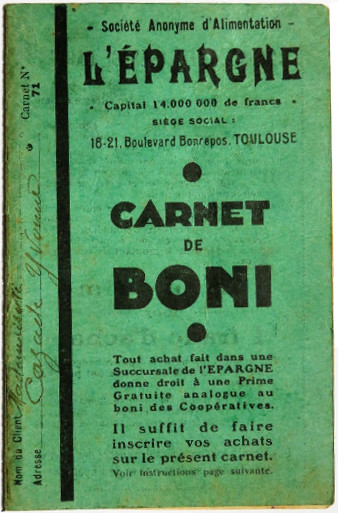 - Société Anonyme d'Alimentation -
L'ÉPARGNE
- Capital 14.000 000 de francs -
SIÈGE SOCIAL :
18-21, Boulevard Bonrepos, TOULOUSE
CARNET
DE
BONI
Tout achat fait dans une
Succursale de l'EPARGNE
donne droit à une Prime
Gratuite analogue au
boni des Coopératives.
Il suffit de faire
inscrire vos achats
sur le présent carnet.
Voir instructions page suivante.
Carnet N°
71
Nom du Client
Adresse
Yvonne